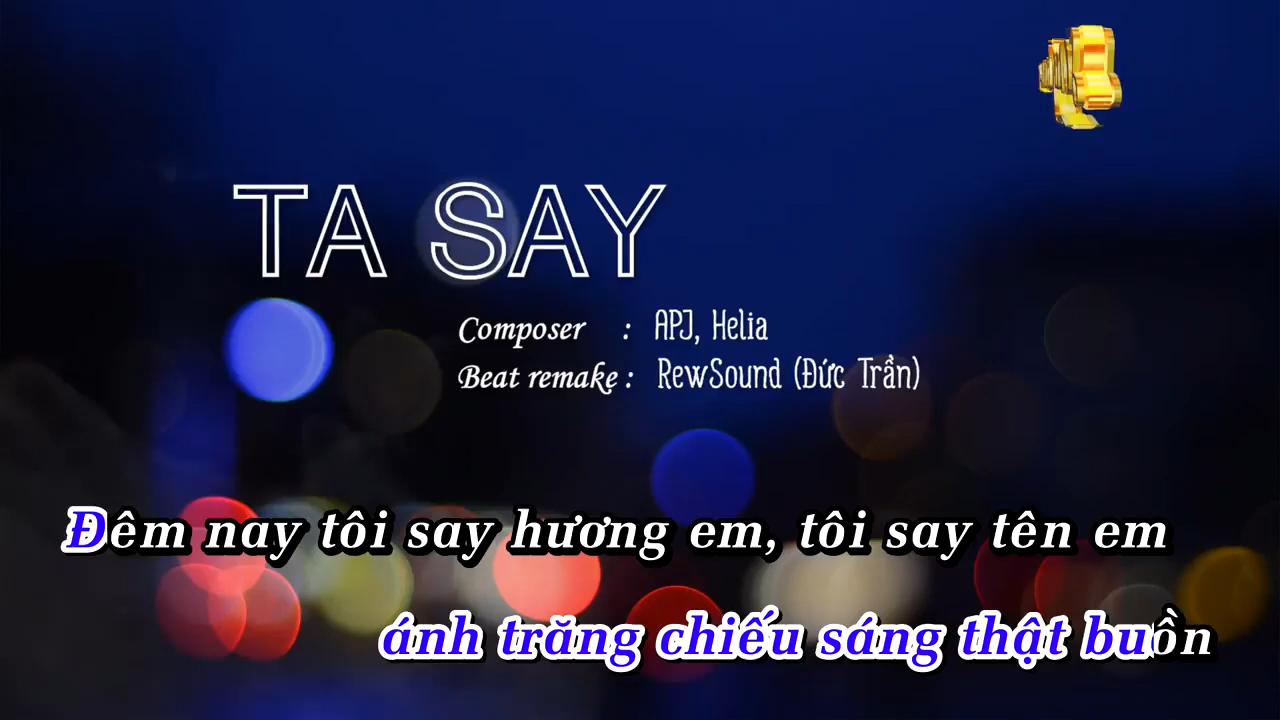 TA SAY
Composer : APJ, Helia
Beat remake : RewSound (Đức Trần)
Đêm nay tôi say hương em, tôi say tên em
ánh trăng chiếu sáng thật buồn